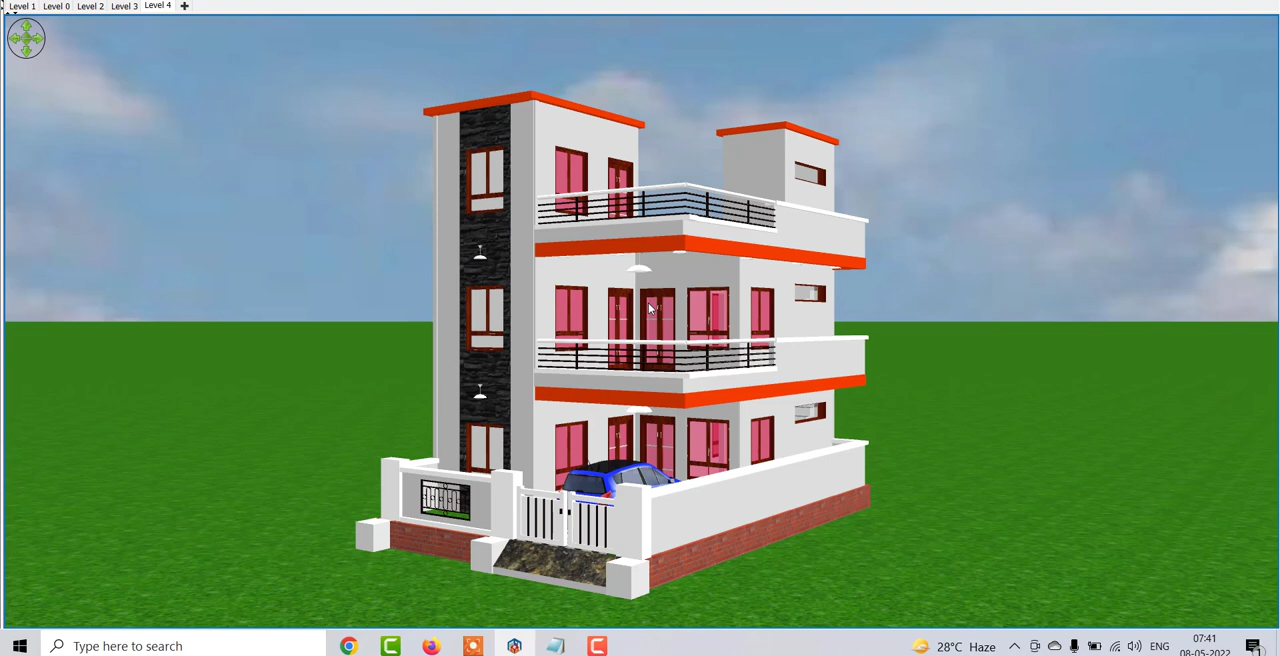 Level 1 Level 0 Level 2 Level 3 Level 4
Type here to search
28°C Haze
ENG
07:41
08-05-2022
1